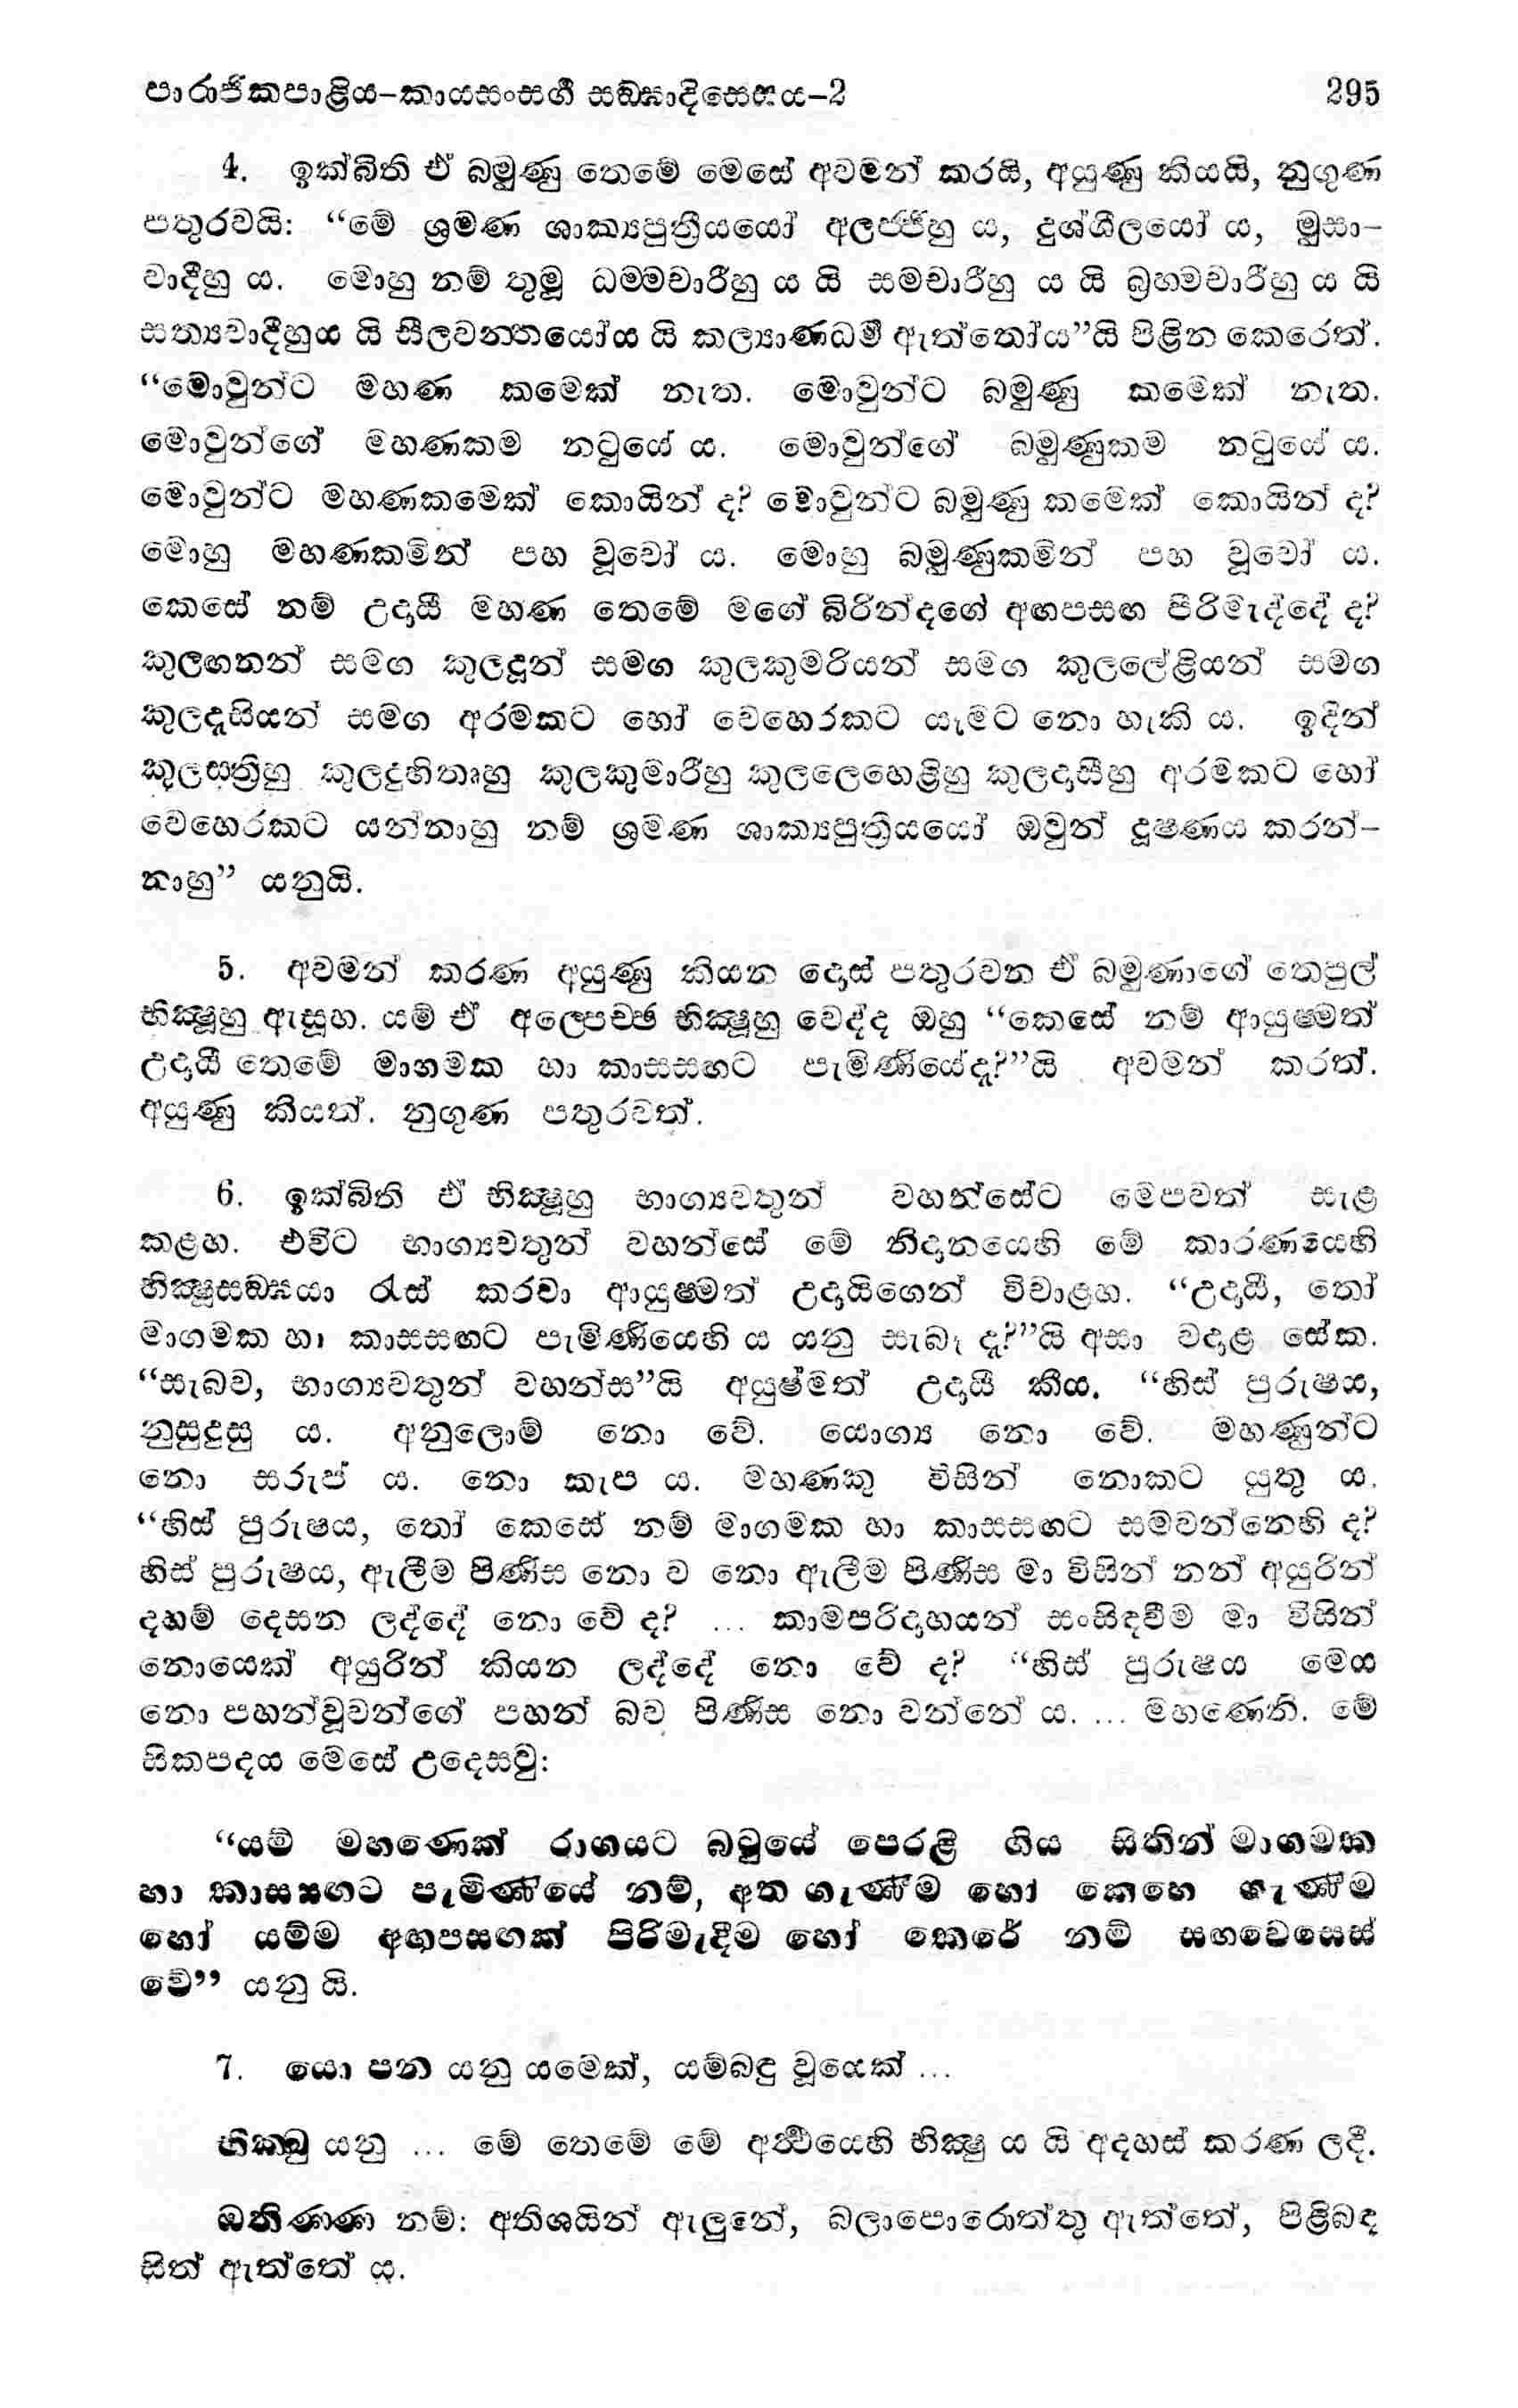 පාරාජිකපාළිය–කායසංසග්ග සඞ්ඝාදිසෙසය–2 295
4. ඉක්බිති ඒ බමුණු තෙමේ මෙසේ අවමන් කරයි, අයුණු කියයි, නුගුණ
පතුරවයි: “මේ ශ්‍රමණ ශාක්‍යපුත්‍රීයයෝ අලජ්ජීහු ය, දුශ්ශීලයෝ ය, මුසා–
වාදීහු ය. මොහු නම් තුමූ ධම්මචාරීහු ය යි සමචාරීහු ය යි බ්‍රහ්මචාරීහු ය යි
සත්‍යවාදීහුය යි සීලවන්තයෝය යි කල්‍යාණධර්ම ඇත්තෝය”යි පිළින කෙරෙත්.
“මොවුන්ට මහණ කමෙක් නැත. මොවුන්ට බමුණු කමෙක් නැත.
මොවුන්ගේ මහණකම නටුයේ ය. මොවුන්ගේ බමුණුකම නටුයේ ය.
මොවුන්ට මහණකමෙක් කොයින් ද? මොවුන්ට බමුණු කමෙක් කොයින් ද?
මොහු මහණකමින් පහ වූවෝ ය. මොහු බමුණුකමින් පහ වූවෝ ය.
කෙසේ නම් උදායී මහණ තෙමේ මගේ බිරින්දගේ අඟපසඟ පිරිමැද්දේ ද?
කුලඟනන් සමග කුලදූන් සමඟ කුලකුමරියන් සමග කුලලේළියන් සමග
කුලදැසියන් සමග අරමකට හෝ වෙහෙරකට යෑමට නො හැකි ය. ඉදින්
කුලස්ත්‍රීහු කුලදුහිතෘහු කුලකුමාරීහු කුලලෙහෙළිහු කුලදාසීහු අරමකට හෝ
වෙහෙරකට යන්නාහු නම් ශ්‍රමණ ශාක්‍යපුත්‍රීයයෝ ඔවුන් දූෂණය කරන්–
නාහු” යනුයි.
5. අවමන් කරණ අයුණු කියන දොස් පතුරවන ඒ බමුණාගේ තෙපුල්
භික්‍ෂූහු ඇසූහ. යම් ඒ අල්පෙච්ඡ භික්‍ෂූහු වෙද්ද ඔහු “කෙසේ නම් ආයුෂ්මත්
උදායී තෙමේ මාගමක හා කාසසඟට පැමිණියේදැ?”යි අවමන් කරත්.
අයුණු කියත්. නුගුණ පතුරවත්.
6. ඉක්බිති ඒ භික්‍ෂූහු භාග්‍යවතුන් වහන්සේට මෙපවත් සැළ
කළහ. එවිට භාග්‍යවතුන් වහන්සේ මේ නිදානයෙහි මේ කාරණයෙහි
භික්‍ෂුසඞ්ඝයා රැස් කරවා ආයුෂ්මත් උදායිගෙන් විචාළහ. “උදායී, තෝ
මාගමක හා කාසසඟට පැමිණියෙහි ය යනු සැබෑ දැ?”යි අසා වදාළ සේක.
“සැබව, භාග්‍යවතුන් වහන්ස”යි අයුෂ්මත් උදායී කීය. “හිස් පුරුෂය,
නුසුදුසු ය. අනුලොම් නො වේ. යොග්‍ය නො වේ. මහණුන්ට
නො සරුප් ය. නො කැප ය. මහණකු විසින් නොකට යුතු ය.
“හිස් පුරුෂය, තෝ කෙසේ නම් මාගමක හා කාසසඟට සම්වන්නෙහි ද?
හිස් පුරුෂය, ඇලීම පිණිස නො ව නො ඇලීම පිණිස මා විසින් නන් අයුරින්
දහම් දෙසන ලද්දේ නො වේ ද? ... කාමපරිදාහයන් සංසිඳවීම මා විසින්
නොයෙක් අයුරින් කියන ලද්දේ නො වේ ද? “හිස් පුරුෂය මෙය
නො පහන්වූවන්ගේ පහන් බව පිණිස නො වන්නේ ය. ... මහණෙනි. මේ
සිකපදය මෙසේ උදෙසවු:
“යම් මහණෙක් රාගයට බටුයේ පෙරළි ගිය සිතින් මාගමක
හා කාසසඟට පැමිණියේ නම්, අත ගැණීම හෝ කෙහෙ ගැණීම
හෝ යම්ම අඟපසඟක් පිරිමැදීම හෝ කෙරේ නම් සඟවෙසෙස්
වේ” යනු යි.
7. යො පන යනු යමෙක්, යම්බඳු වූයෙක් ...
භික්ඛු යනු ... මේ තෙමේ මේ අර්‍ථයෙහි භික්‍ෂු ය යි අදහස් කරණ ලදී.
ඔතිණ්ණ නම්: අතිශයින් ඇලුනේ, බලාපොරොත්තු ඇත්තේ, පිළිබඳ
සිත් ඇත්තේ ය.